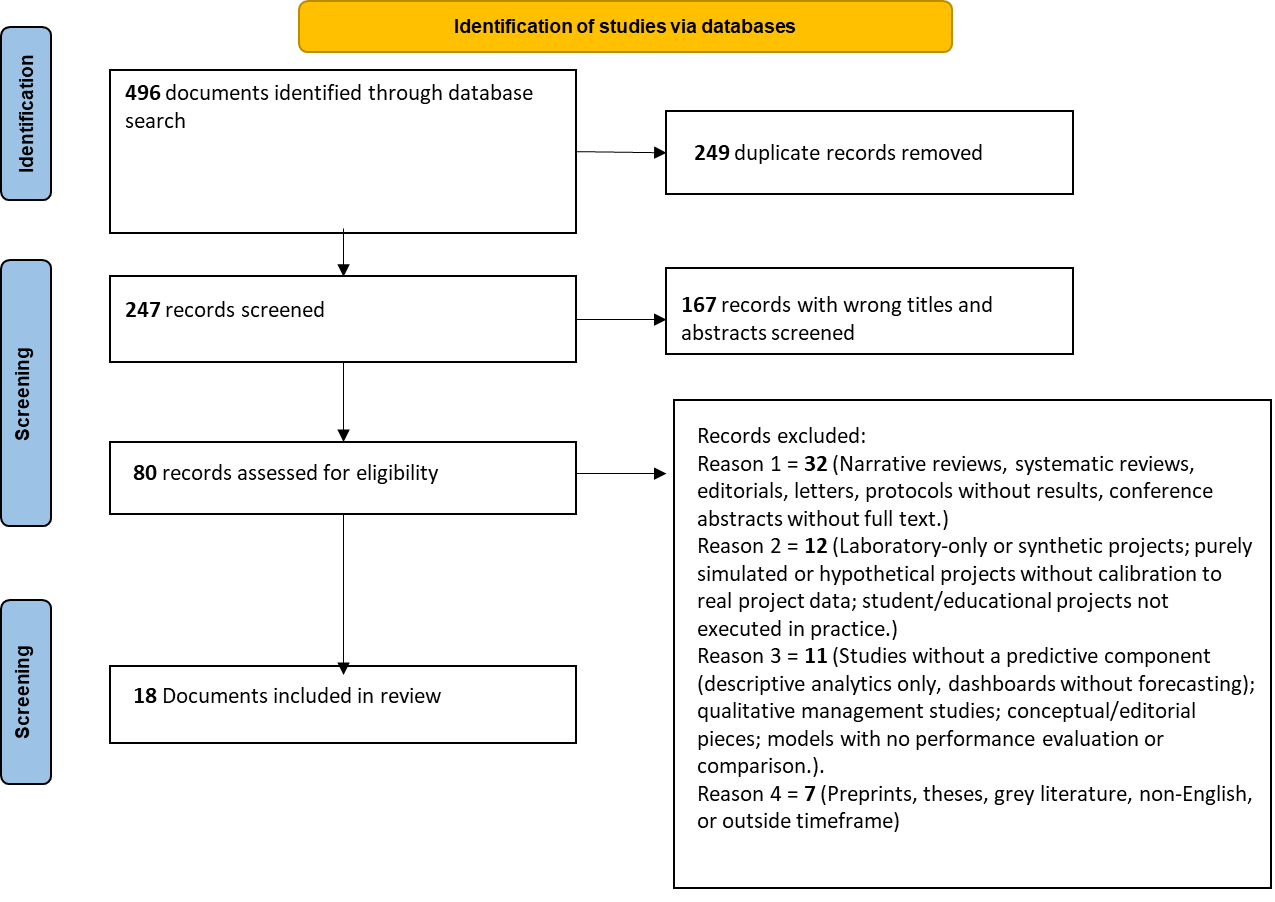 Identification of studies via databases
Identification
496 documents identified through database
search
249 duplicate records removed
Screening
247 records screened
167 records with wrong titles and
abstracts screened
80 records assessed for eligibility
Records excluded:
Reason 1 = 32 (Narrative reviews, systematic reviews,
editorials, letters, protocols without results, conference
abstracts without full text.)
Reason 2 = 12 (Laboratory-only or synthetic projects; purely
simulated or hypothetical projects without calibration to
real project data; student/educational projects not
executed in practice.)
Reason 3 = 11 (Studies without a predictive component
(descriptive analytics only, dashboards without forecasting);
qualitative management studies; conceptual/editorial
pieces; models with no performance evaluation or
comparison.).
Reason 4 = 7 (Preprints, theses, grey literature, non-English,
or outside timeframe)
Screening
18 Documents included in review